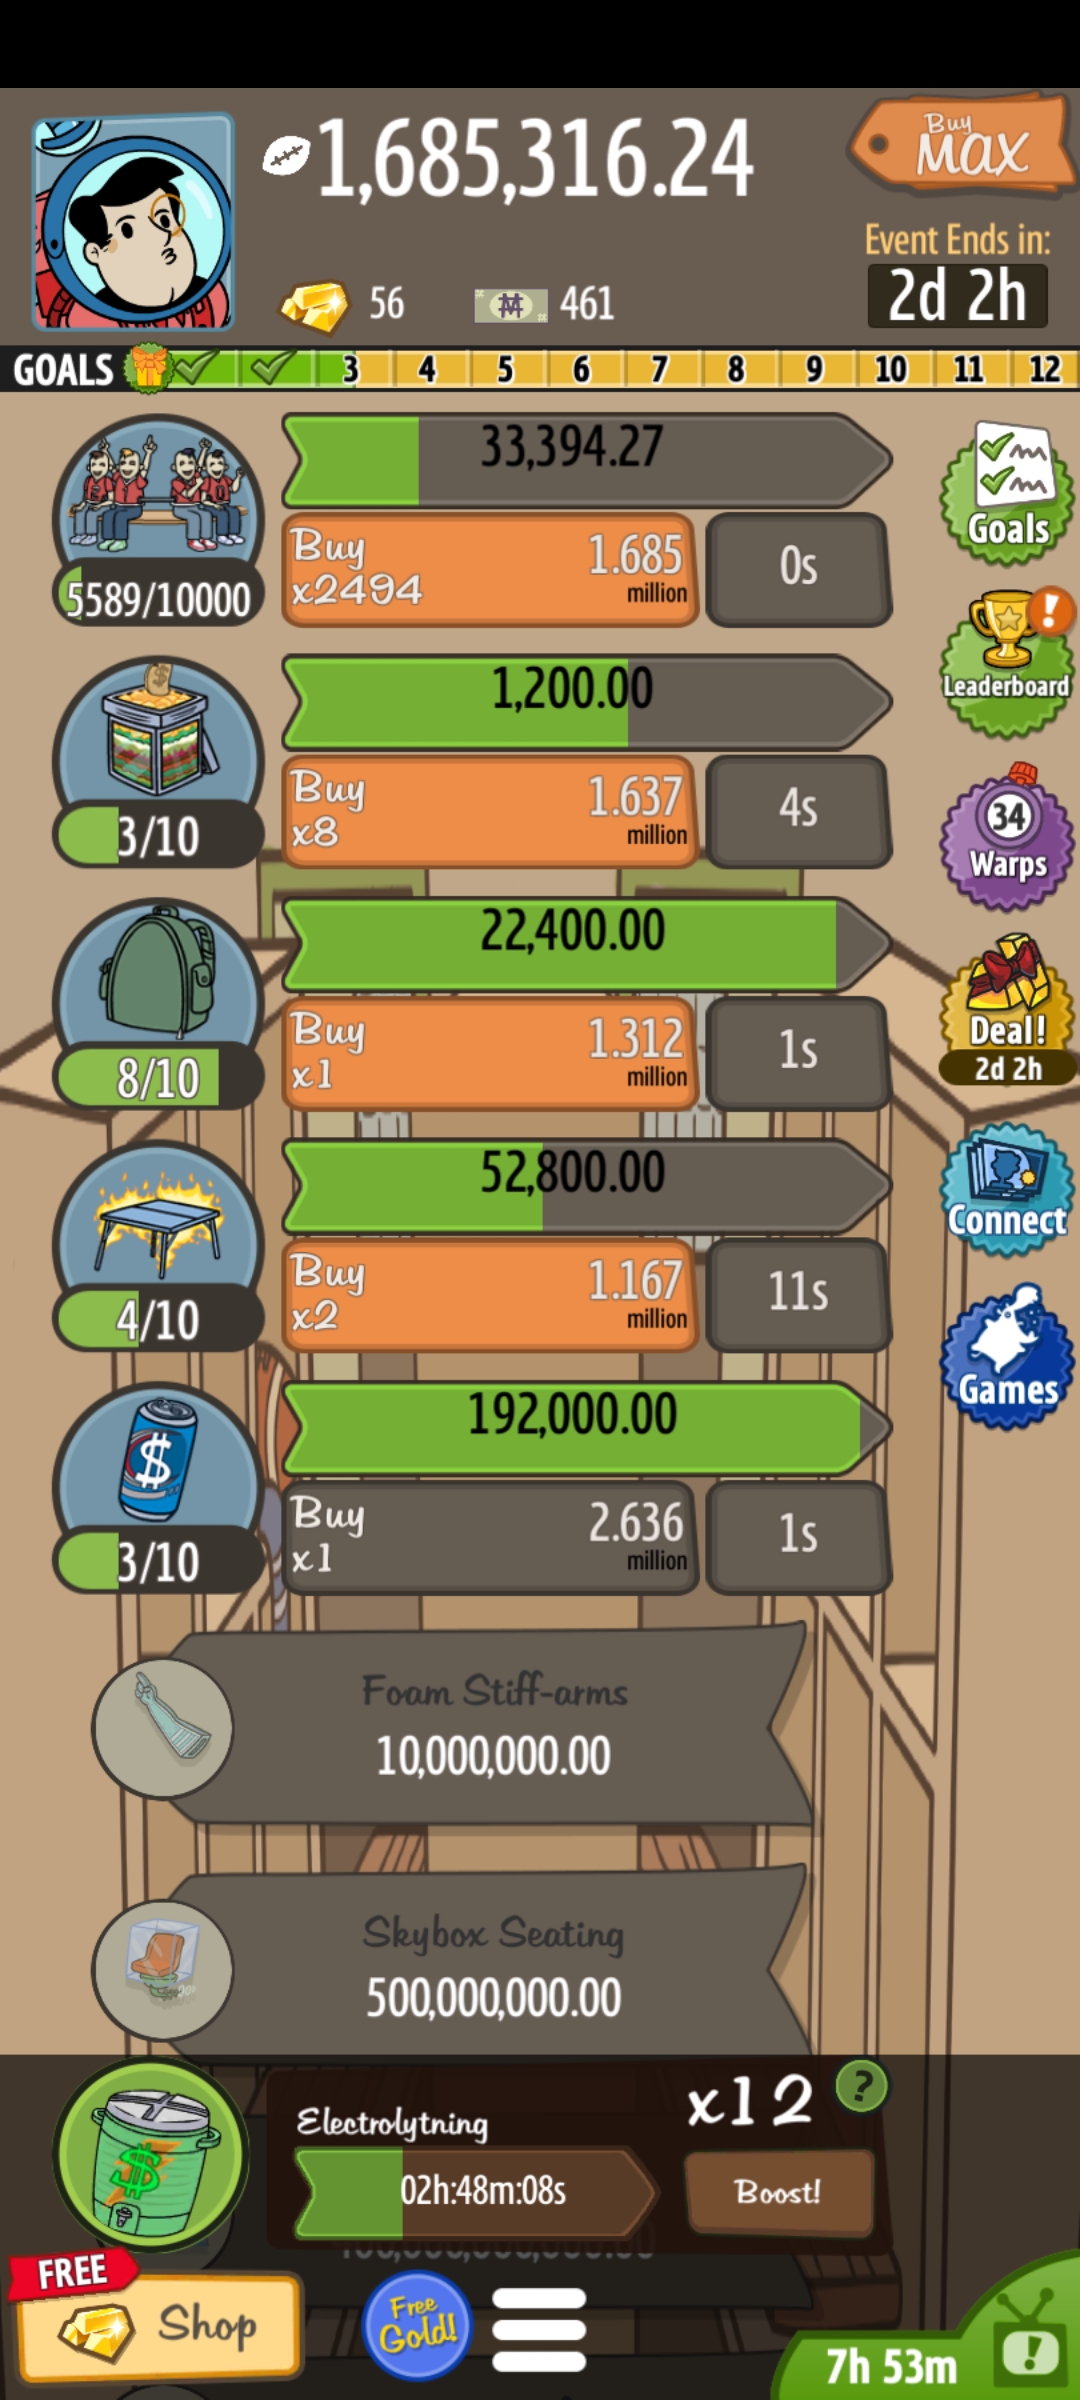 1,685,316.24
Buy
MAX
Event Ends in:
2d 2h
56
461
GOALS 3 4 5 6 7 8 9 10 11 12
33,394.27
Buy
x2494
1.685
million
0s
5589/10000
Goals
1,200.00
Buy
x8
1.637
million
4s
3/10
Leaderboard
22,400.00
Buy
x1
1.312
million
1s
8/10
34
Warps
Deal!
2d 2h
52,800.00
Buy
x2
1.167
million
11s
4/10
Connect
192,000.00
Buy
x1
2.636
million
1s
3/10
Games
Foam Stiff-arms
10,000,000.00
Skybox Seating
500,000,000.00
Electrolytning
02h:48m:08s
x12
?
Boost!
FREE
Shop
Free
Gold!
7h 53m